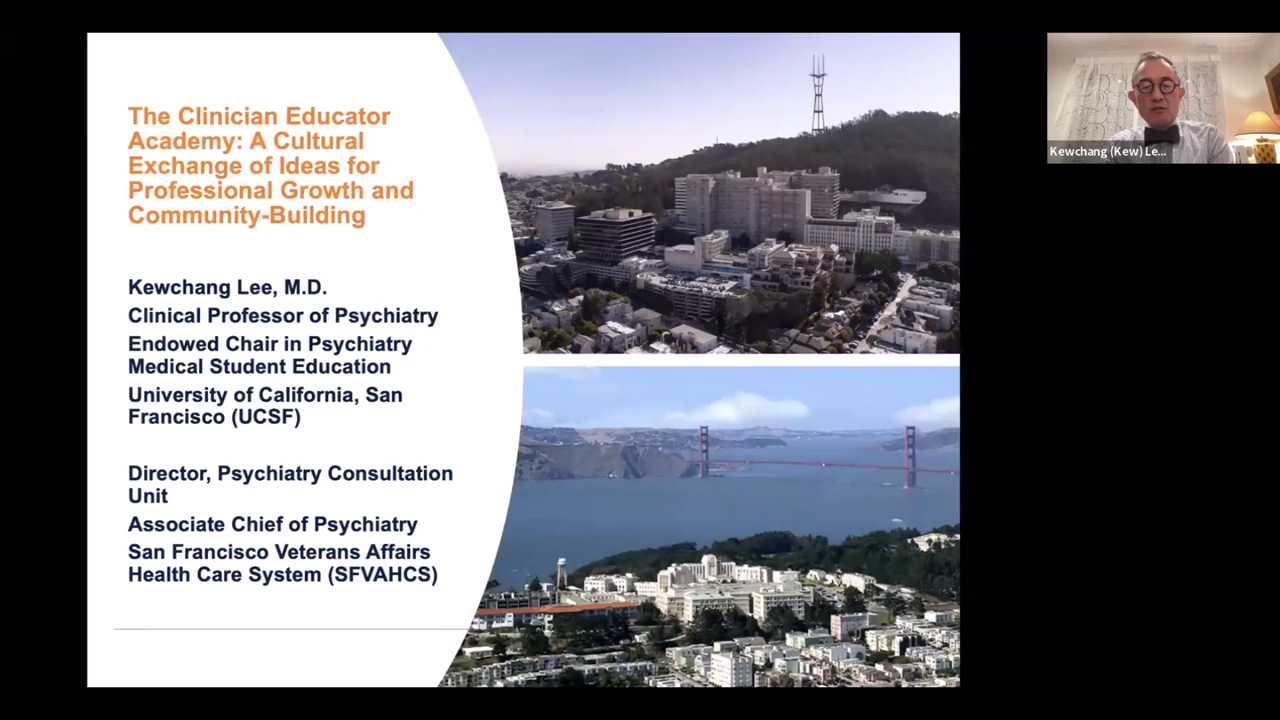 The Clinician Educator
Academy: A Cultural
Exchange of Ideas for
Professional Growth and
Community-Building
Kewchang Lee, M.D.
Clinical Professor of Psychiatry
Endowed Chair in Psychiatry
Medical Student Education
University of California, San
Francisco (UCSF)
Director, Psychiatry Consultation
Unit
Associate Chief of Psychiatry
San Francisco Veterans Affairs
Health Care System (SFVAHCS)
Kewchang (Kew) Le...